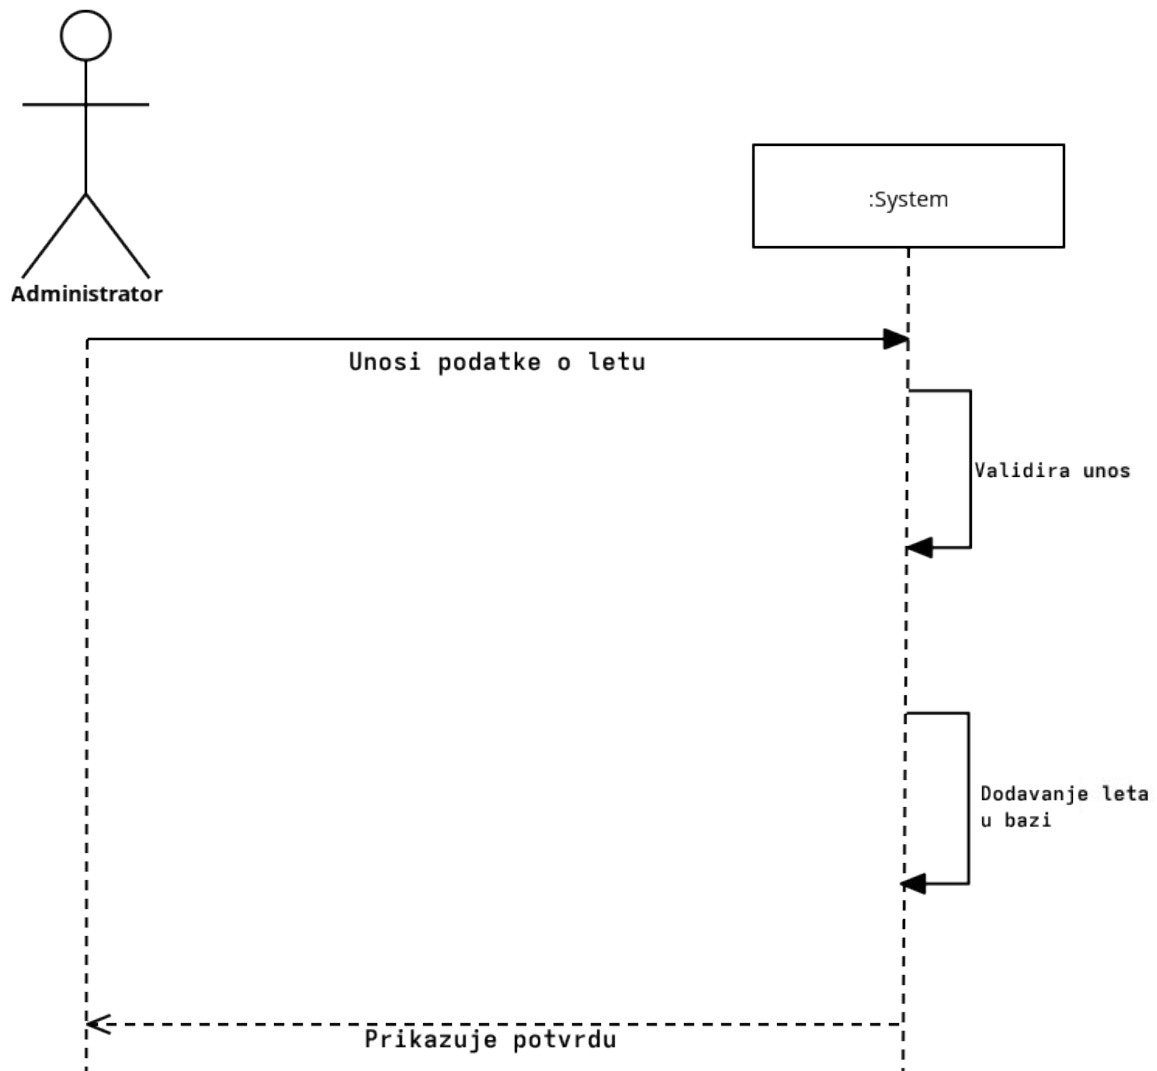 :System
Administrator
Unosi podatke o letu
Validira unos
Dodavanje leta
u bazi
Prikazuje potvrdu